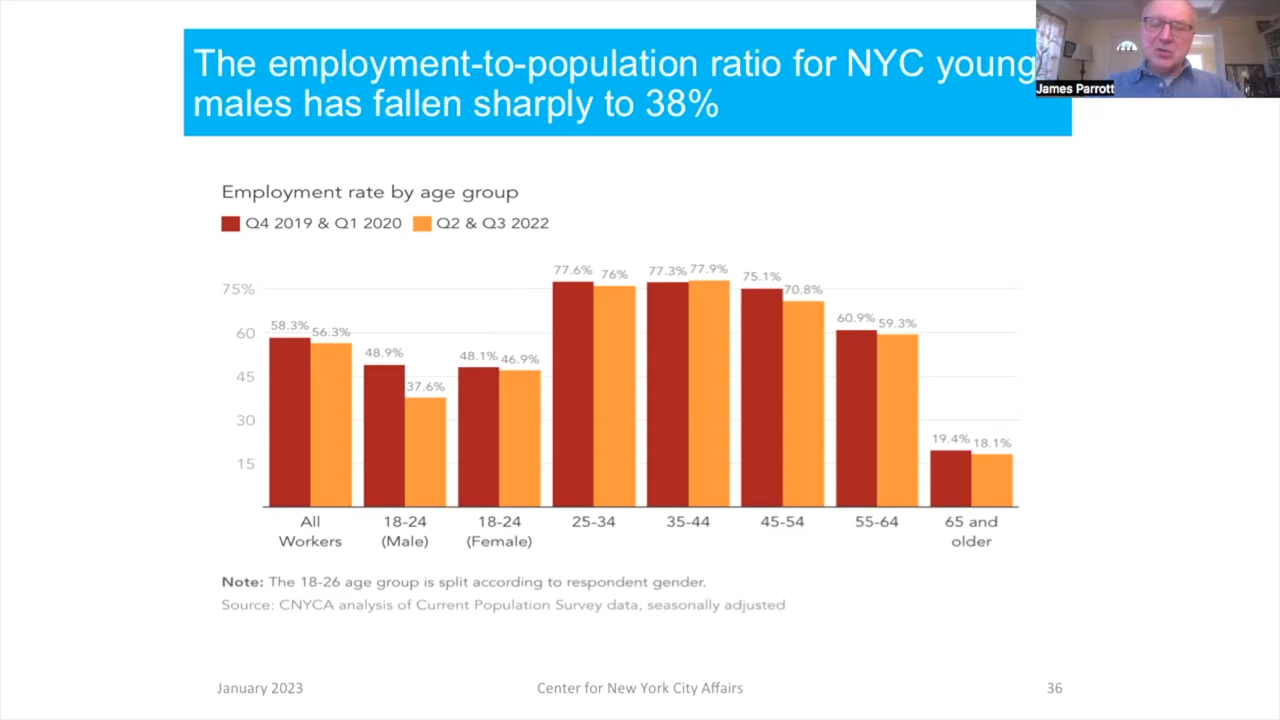 The employment-to-population ratio for NYC young
males has fallen sharply to 38%
James Parrott
Employment rate by age group
Q4 2019 & Q1 2020 Q2 & Q3 2022
77.6% 76% 77.3% 77.9% 75.1% 70.8%
75%
58.3% 56.3% 60.9% 59.3%
60
48.9% 37.6% 48.1% 46.9%
45
30
19.4% 18.1%
15
All Workers
18-24 (Male)
18-24 (Female)
25-34
35-44
45-54
55-64
65 and older
Note: The 18-26 age group is split according to respondent gender.
Source: CNYCA analysis of Current Population Survey data, seasonally adjusted
January 2023 Center for New York City Affairs 36